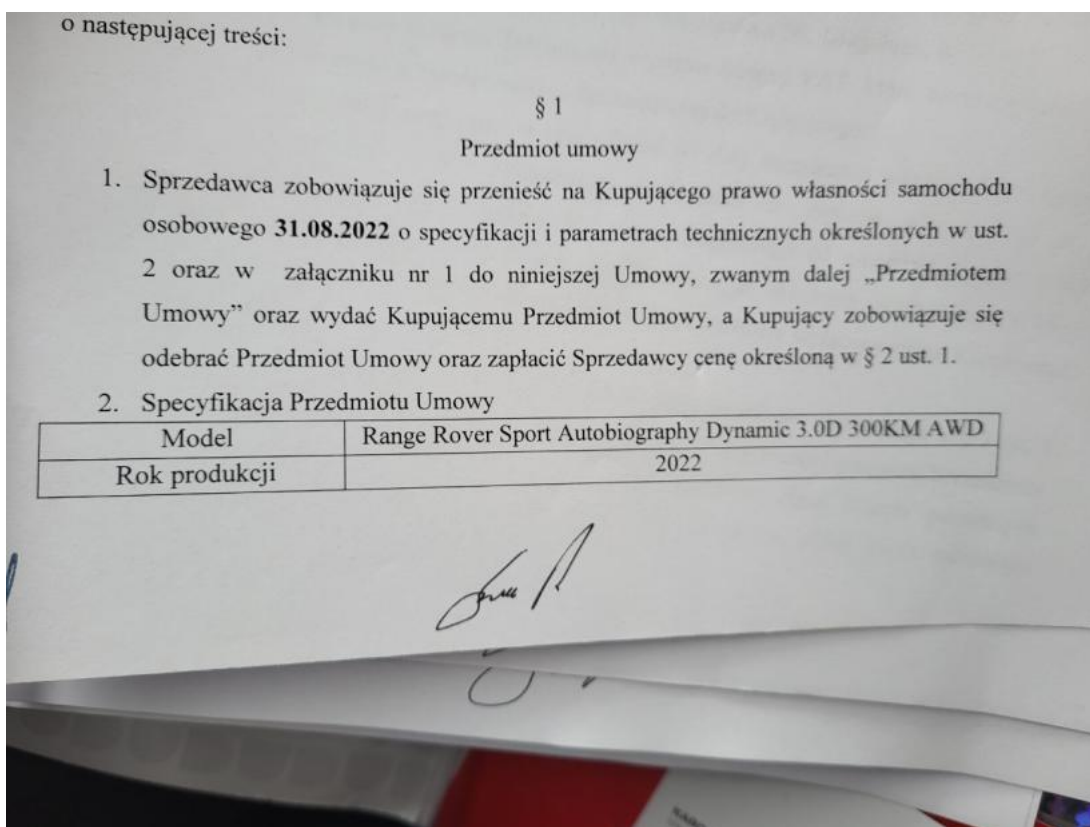 o następującej treści:
§ 1
Przedmiot umowy
1. Sprzedawca zobowiązuje się przenieść na Kupującego prawo własności samochodu
osobowego 31.08.2022 o specyfikacji i parametrach technicznych określonych w ust.
2 oraz w załączniku nr 1 do niniejszej Umowy, zwanym dalej „Przedmiotem
Umowy” oraz wydać Kupującemu Przedmiot Umowy, a Kupujący zobowiązuje się
odebrać Przedmiot Umowy oraz zapłacić Sprzedawcy cenę określoną w § 2 ust. 1.
2. Specyfikacja Przedmiotu Umowy
Model Range Rover Sport Autobiography Dynamic 3.0D 300KM AWD
Rok produkcji 2022